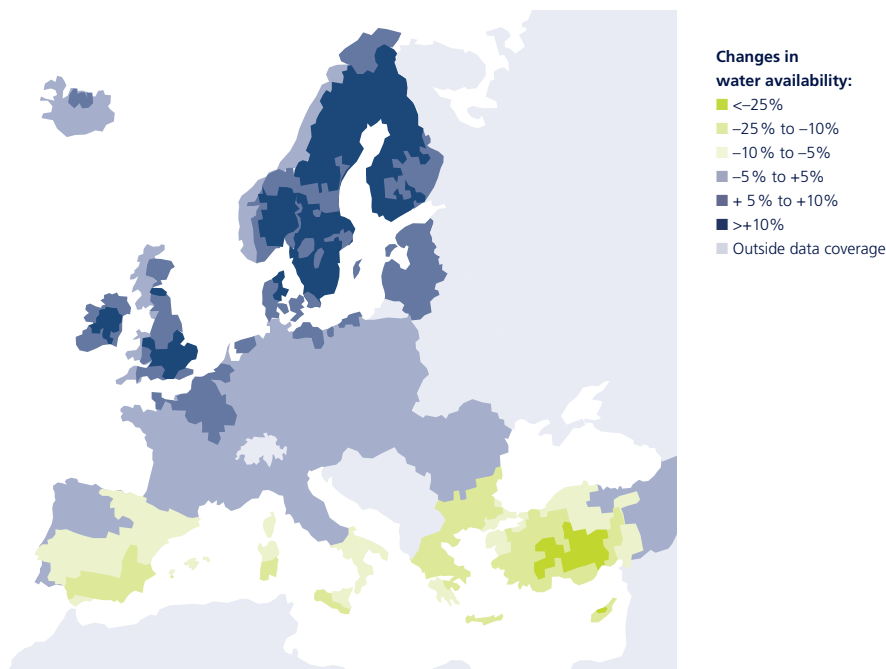 Changes in
water availability:
<–25%
–25% to –10%
–10% to –5%
–5% to +5%
+ 5% to +10%
>+10%
Outside data coverage